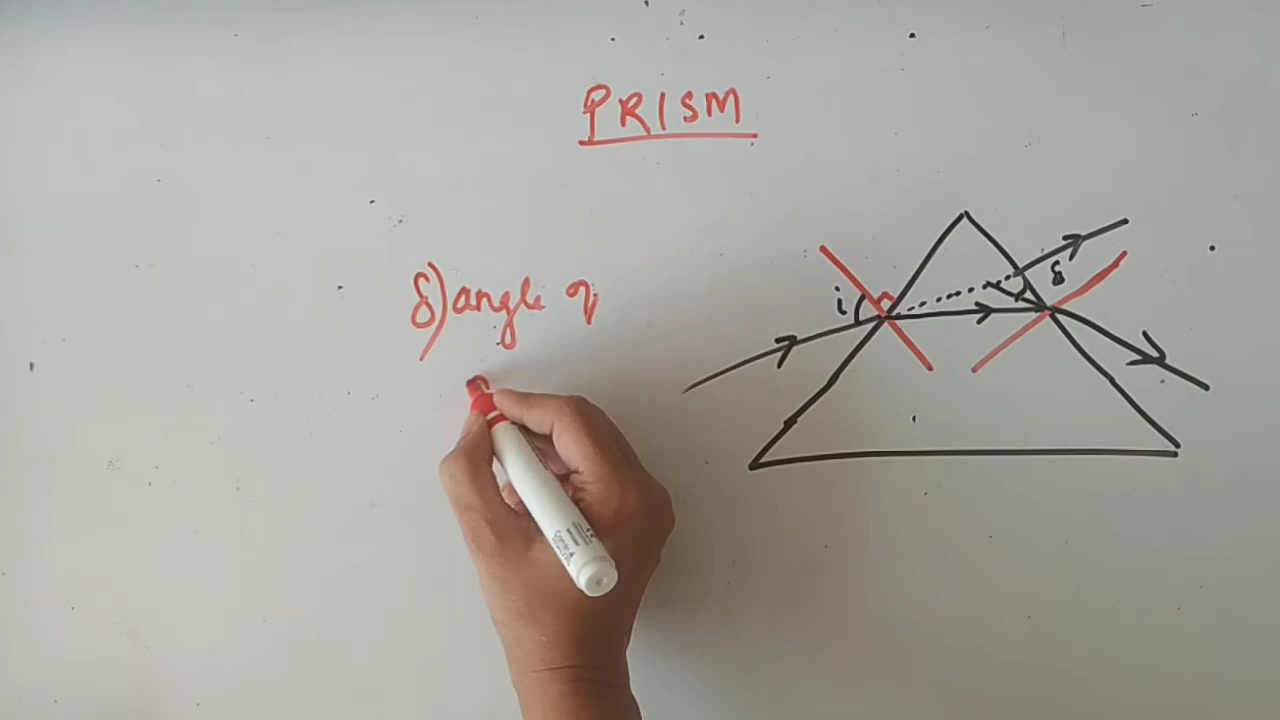 PRISM
δ) angle of
i
δ